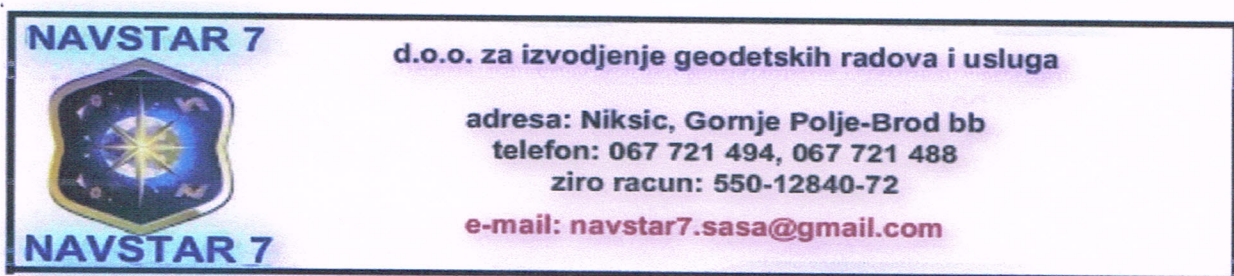 NAVSTAR 7
d.o.o. za izvodjenje geodetskih radova i usluga
adresa: Niksic, Gornje Polje-Brod bb
telefon: 067 721 494, 067 721 488
ziro racun: 550-12840-72
e-mail: navstar7.sasa@gmail.com
NAVSTAR 7